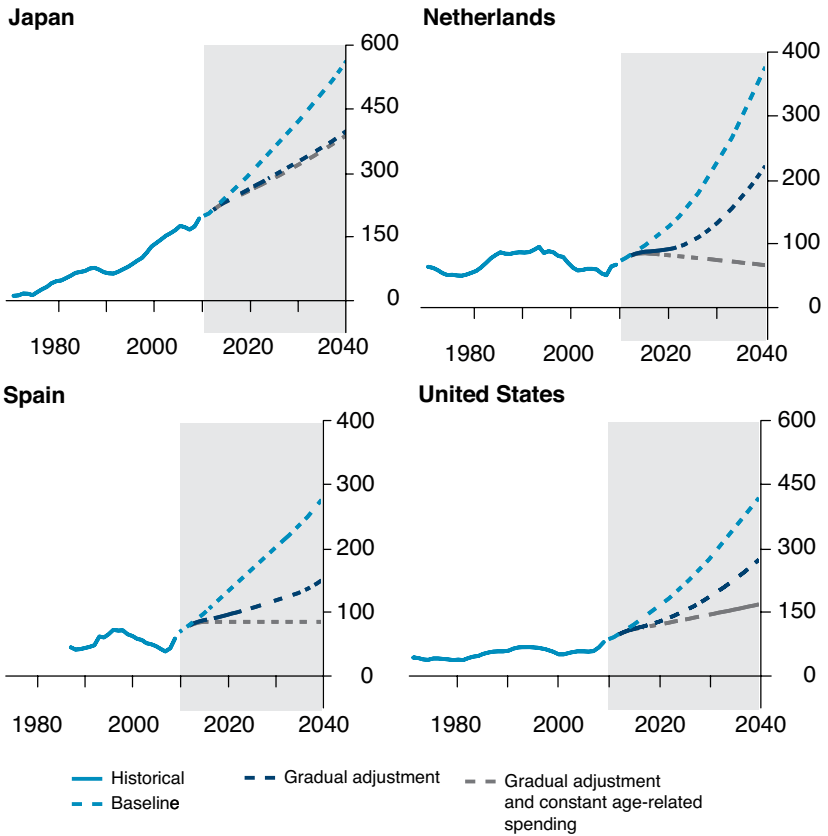 Japan
600
450
300
150
0
1980 2000 2020 2040
Netherlands
400
300
200
100
0
1980 2000 2020 2040
Spain
400
300
200
100
0
1980 2000 2020 2040
United States
600
450
300
150
0
1980 2000 2020 2040
Historical
Baseline
Gradual adjustment
Gradual adjustment
and constant age-related
spending